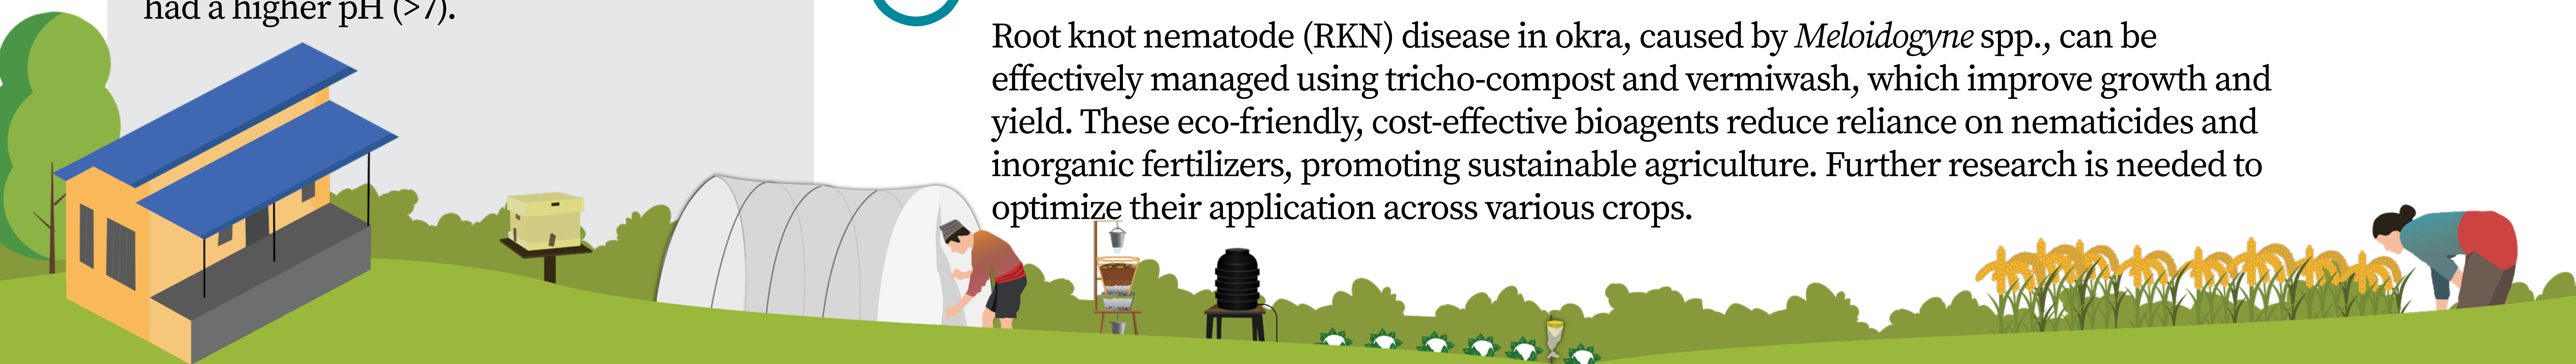 had a higher pH (>7).
Root knot nematode (RKN) disease in okra, caused by Meloidogyne spp., can be
effectively managed using tricho-compost and vermiwash, which improve growth and
yield. These eco-friendly, cost-effective bioagents reduce reliance on nematicides and
inorganic fertilizers, promoting sustainable agriculture. Further research is needed to
optimize their application across various crops.